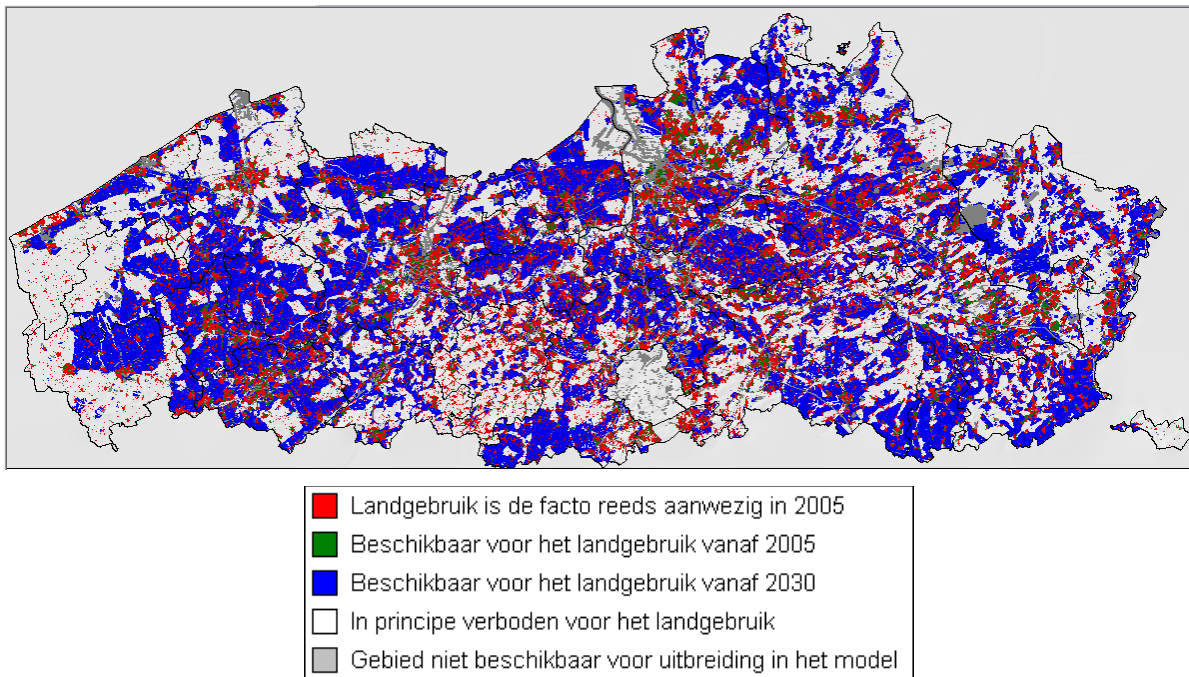 Landgebruik is de facto reeds aanwezig in 2005
Beschikbaar voor het landgebruik vanaf 2005
Beschikbaar voor het landgebruik vanaf 2030
In principe verboden voor het landgebruik
Gebied niet beschikbaar voor uitbreiding in het model